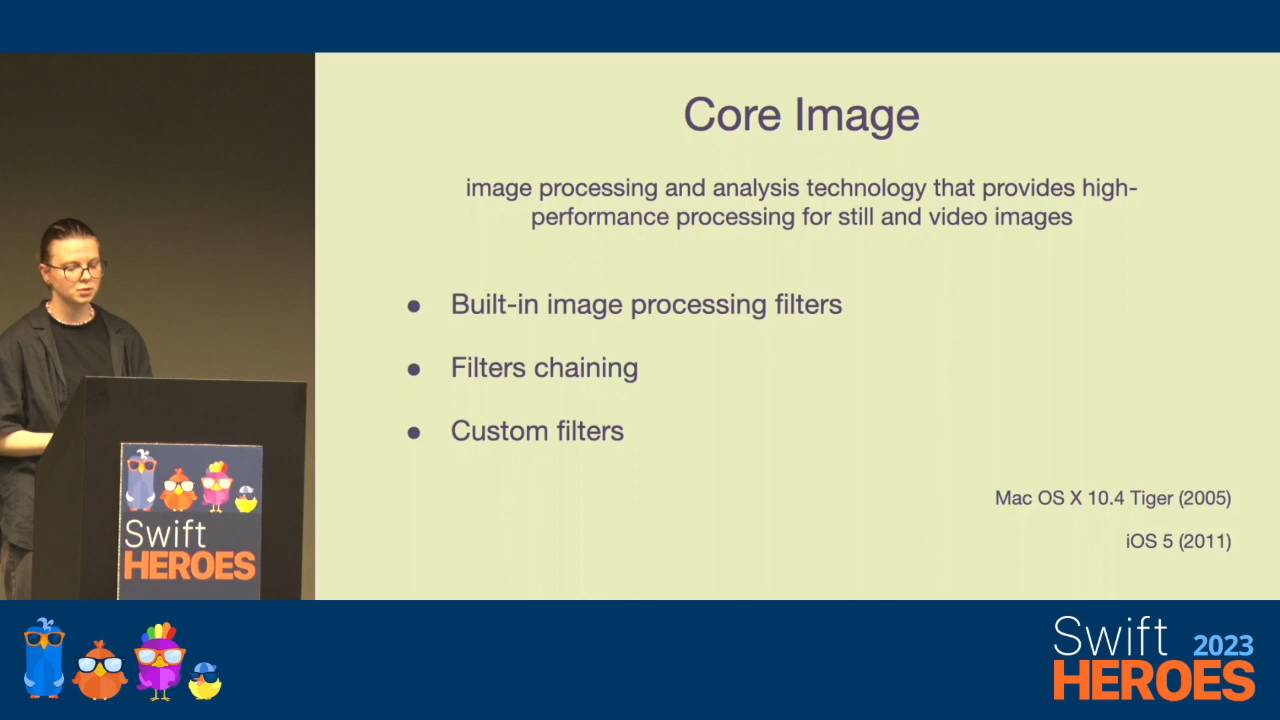 Core Image
image processing and analysis technology that provides high-
performance processing for still and video images
● Built-in image processing filters
● Filters chaining
● Custom filters
Mac OS X 10.4 Tiger (2005)
iOS 5 (2011)
Swift
HEROES
Swift 2023
HEROES